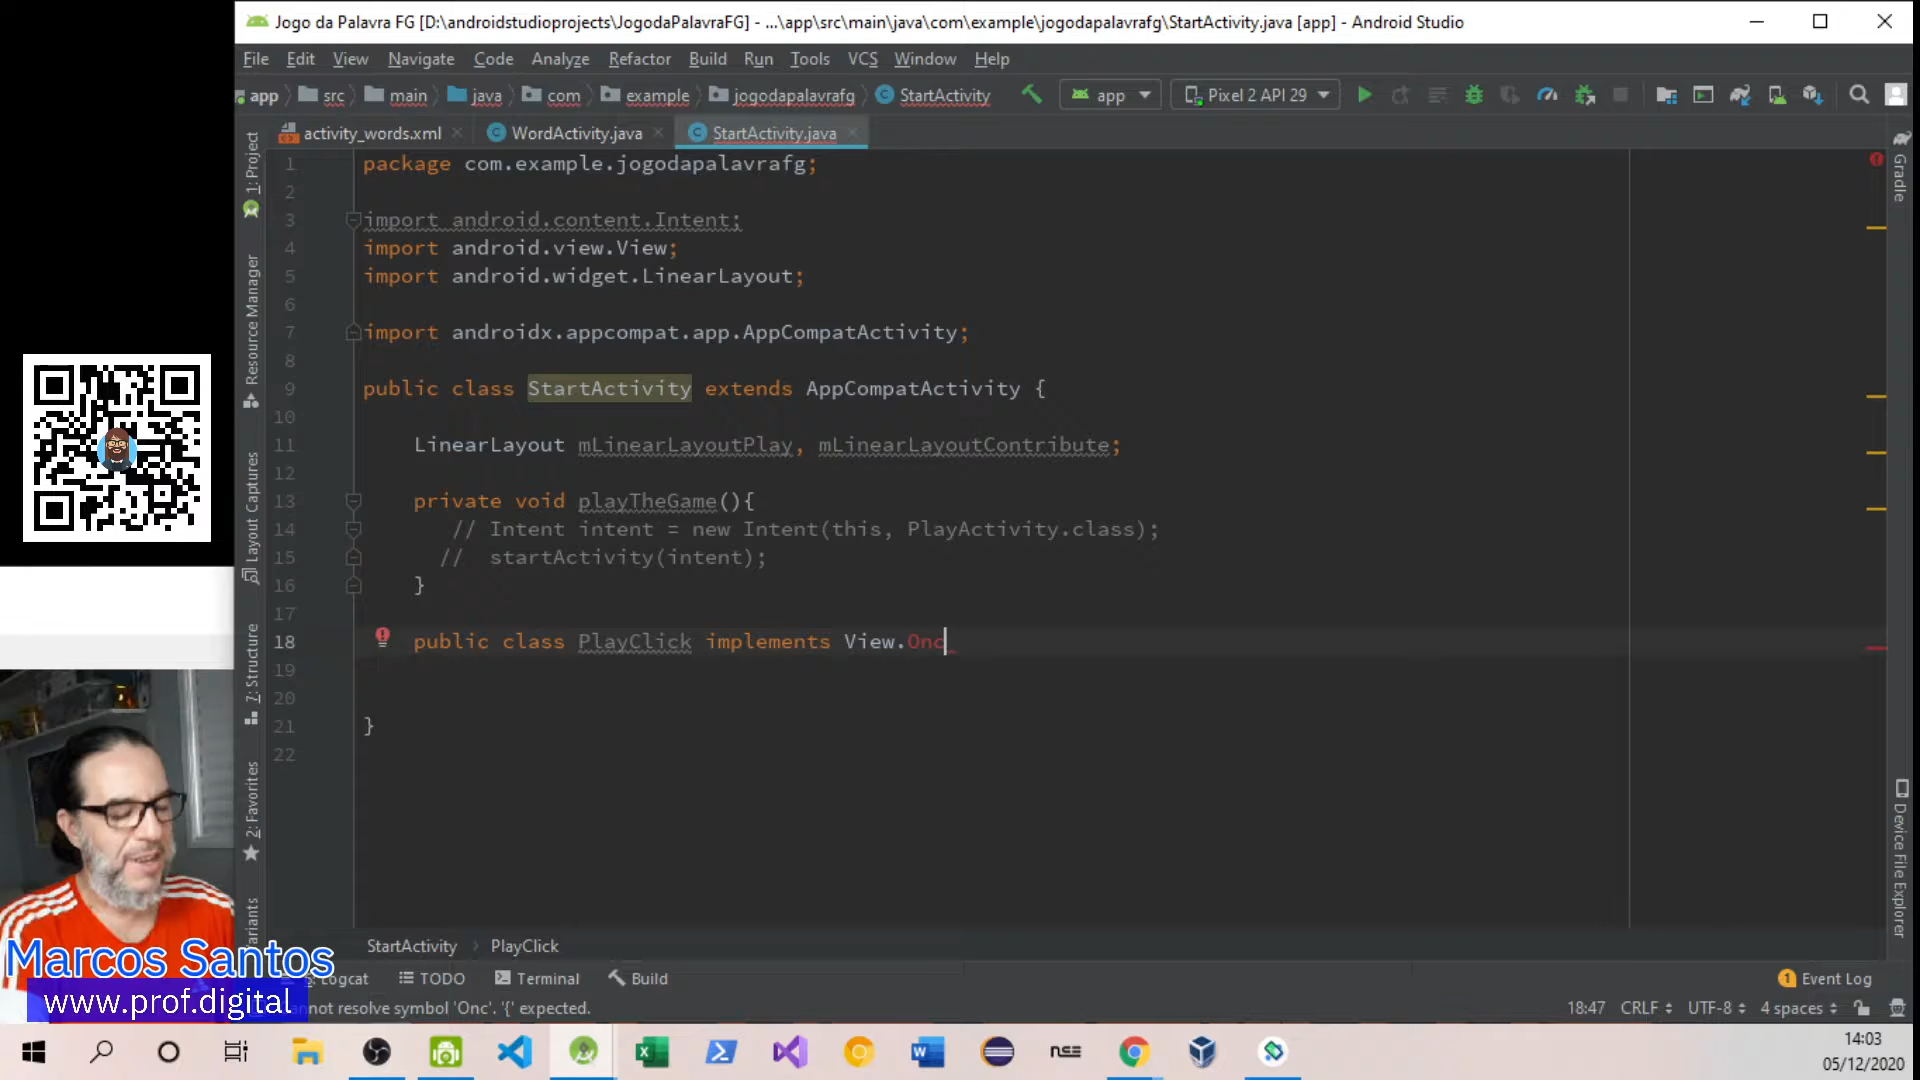 Jogo da Palavra FG [D:\androidstudioprojects\JogodaPalavraFG] - ...\app\src\main\java\com\example\jogodapalavrafg\StartActivity.java [app] - Android Studio
File Edit View Navigate Code Analyze Refactor Build Run Tools VCS Window Help
app src main java com example jogodapalavrafg StartActivity app Pixel 2 API 29
activity_words.xml WordActivity.java StartActivity.java
1 package com.example.jogodapalavrafg;
2
3 import android.content.Intent;
4 import android.view.View;
5 import android.widget.LinearLayout;
6
7 import androidx.appcompat.app.AppCompatActivity;
8
9 public class StartActivity extends AppCompatActivity {
10
11 LinearLayout mLinearLayoutPlay, mLinearLayoutContribute;
12
13 private void playTheGame(){
14 // Intent intent = new Intent(this, PlayActivity.class);
15 // startActivity(intent);
16 }
17
18 public class PlayClick implements View.Onc
19
20
21 }
22
1: Project
Resource Manager
Layout Captures
7: Structure
2: Favorites
ariants
Gradle
Device File Explorer
StartActivity PlayClick
Logcat TODO Terminal Build
1 Event Log
nnot resolve symbol 'Onc'. '{' expected.
18:47 CRLF UTF-8 4 spaces
Marcos Santos
www.prof.digital
14:03
05/12/2020